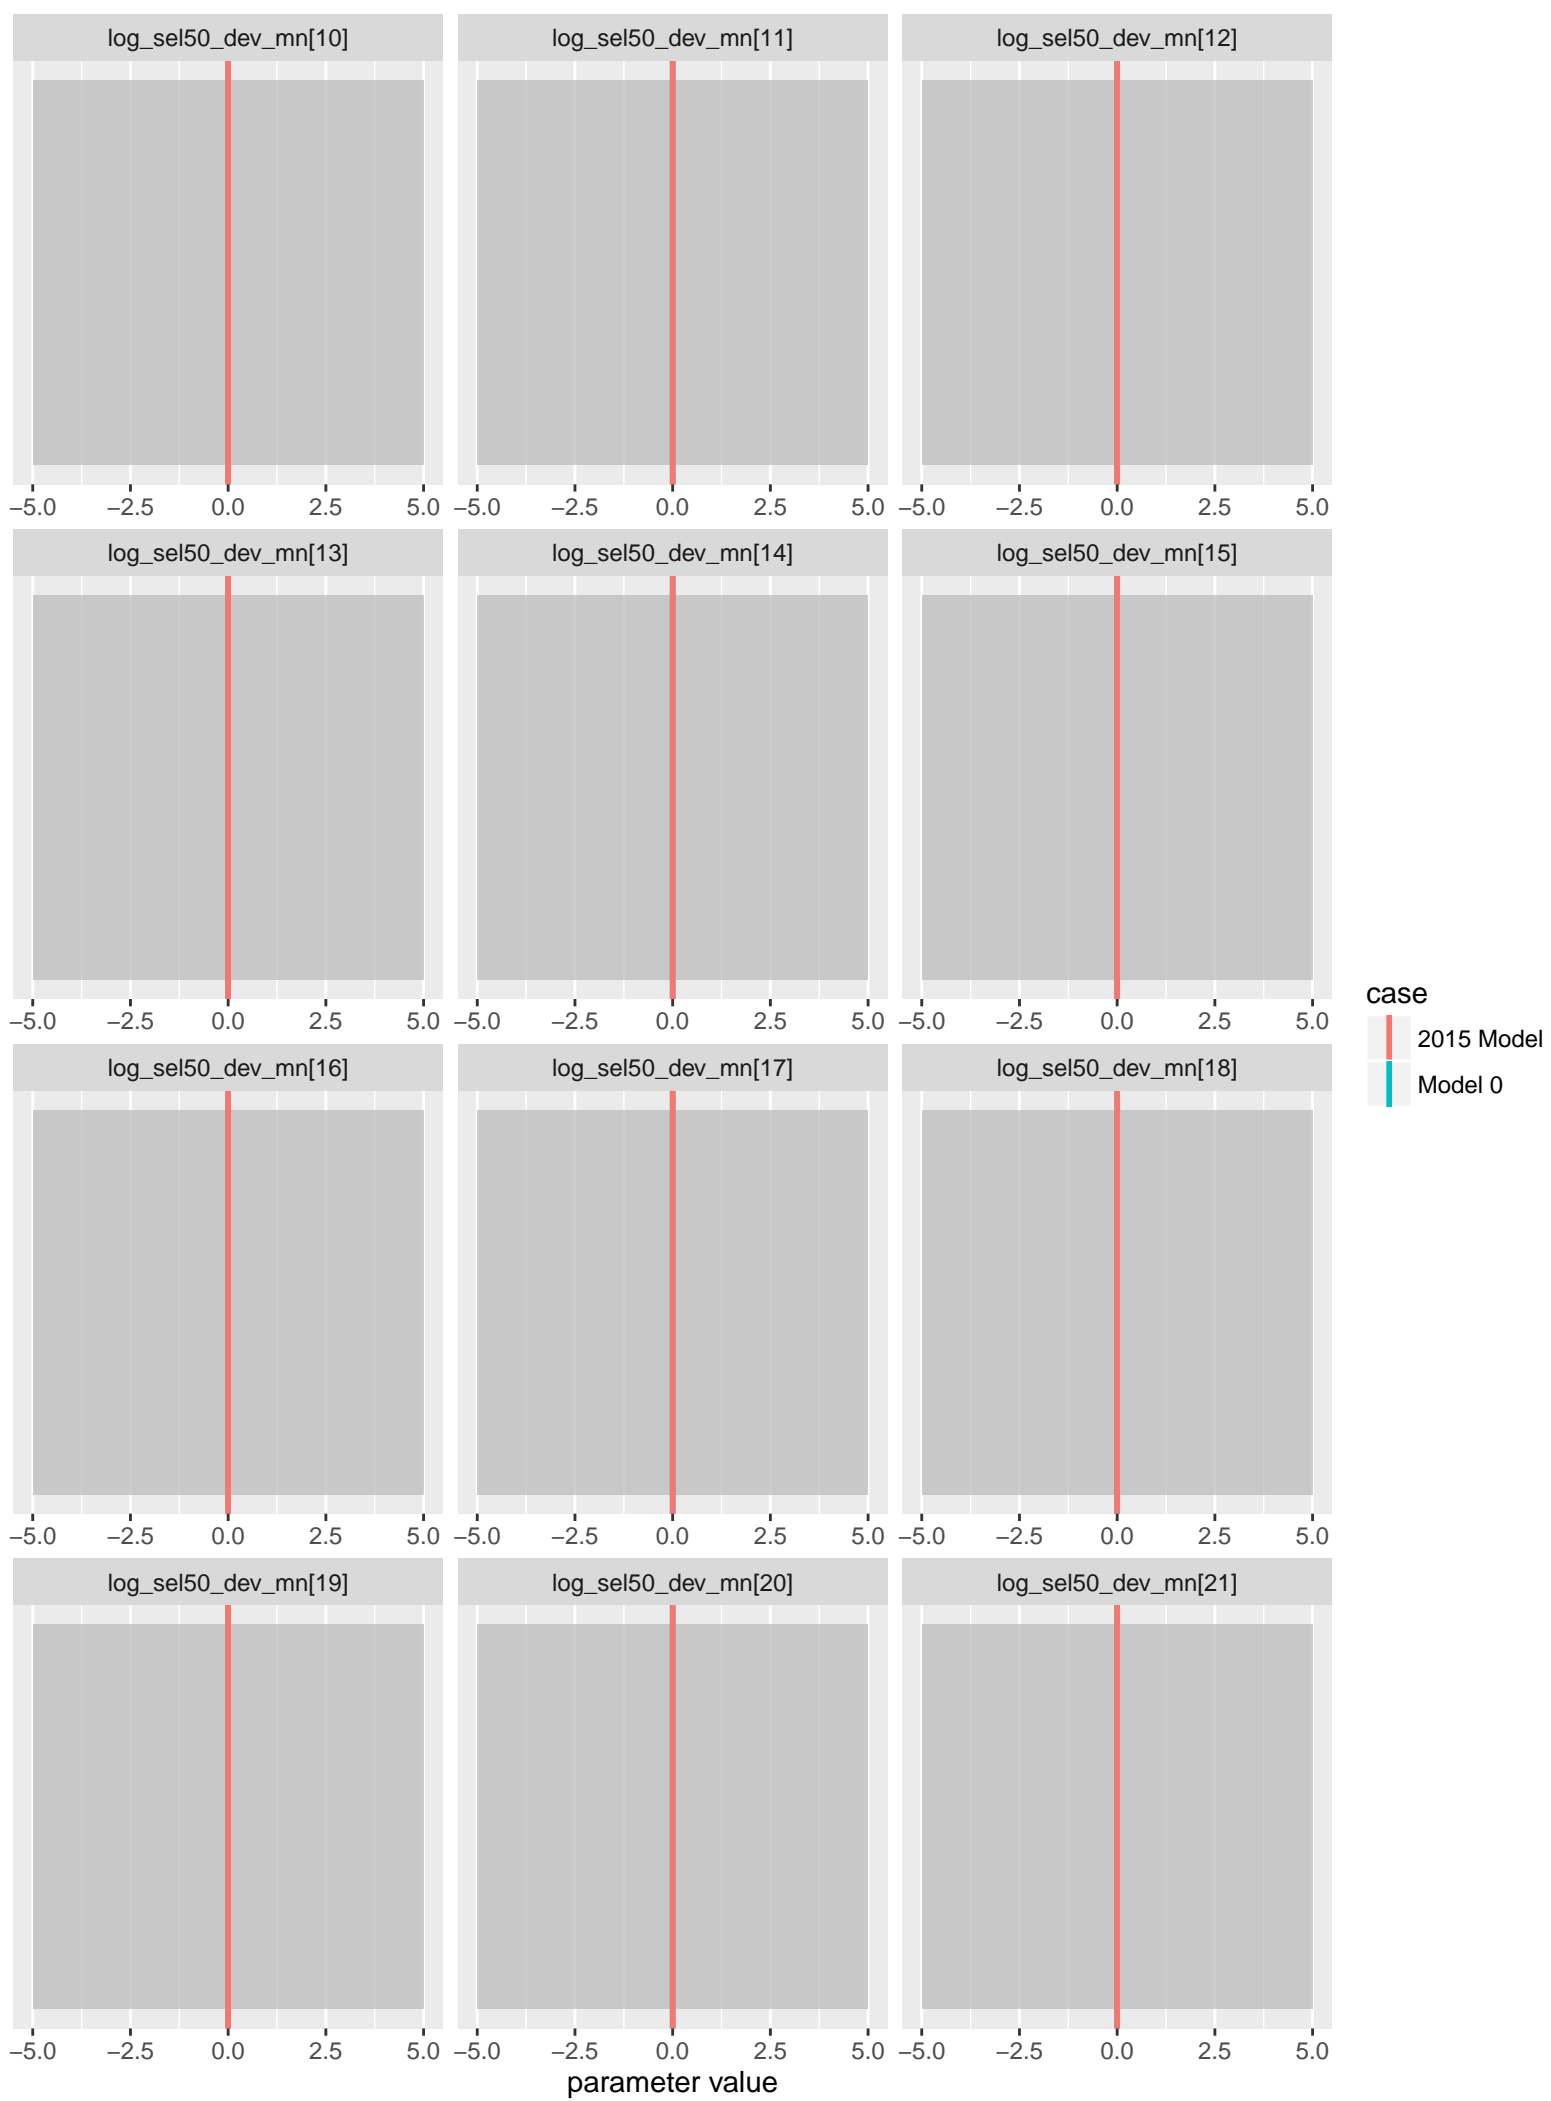 log_sel50_dev_mn[10] log_sel50_dev_mn[11] log_sel50_dev_mn[12]
−5.0 −2.5 0.0 2.5 5.0 −5.0 −2.5 0.0 2.5 5.0 −5.0 −2.5 0.0 2.5 5.0
log_sel50_dev_mn[13] log_sel50_dev_mn[14] log_sel50_dev_mn[15]
−5.0 −2.5 0.0 2.5 5.0 −5.0 −2.5 0.0 2.5 5.0 −5.0 −2.5 0.0 2.5 5.0
log_sel50_dev_mn[16] log_sel50_dev_mn[17] log_sel50_dev_mn[18]
−5.0 −2.5 0.0 2.5 5.0 −5.0 −2.5 0.0 2.5 5.0 −5.0 −2.5 0.0 2.5 5.0
log_sel50_dev_mn[19] log_sel50_dev_mn[20] log_sel50_dev_mn[21]
−5.0 −2.5 0.0 2.5 5.0 −5.0 −2.5 0.0 2.5 5.0 −5.0 −2.5 0.0 2.5 5.0
parameter value
case
2015 Model
Model 0